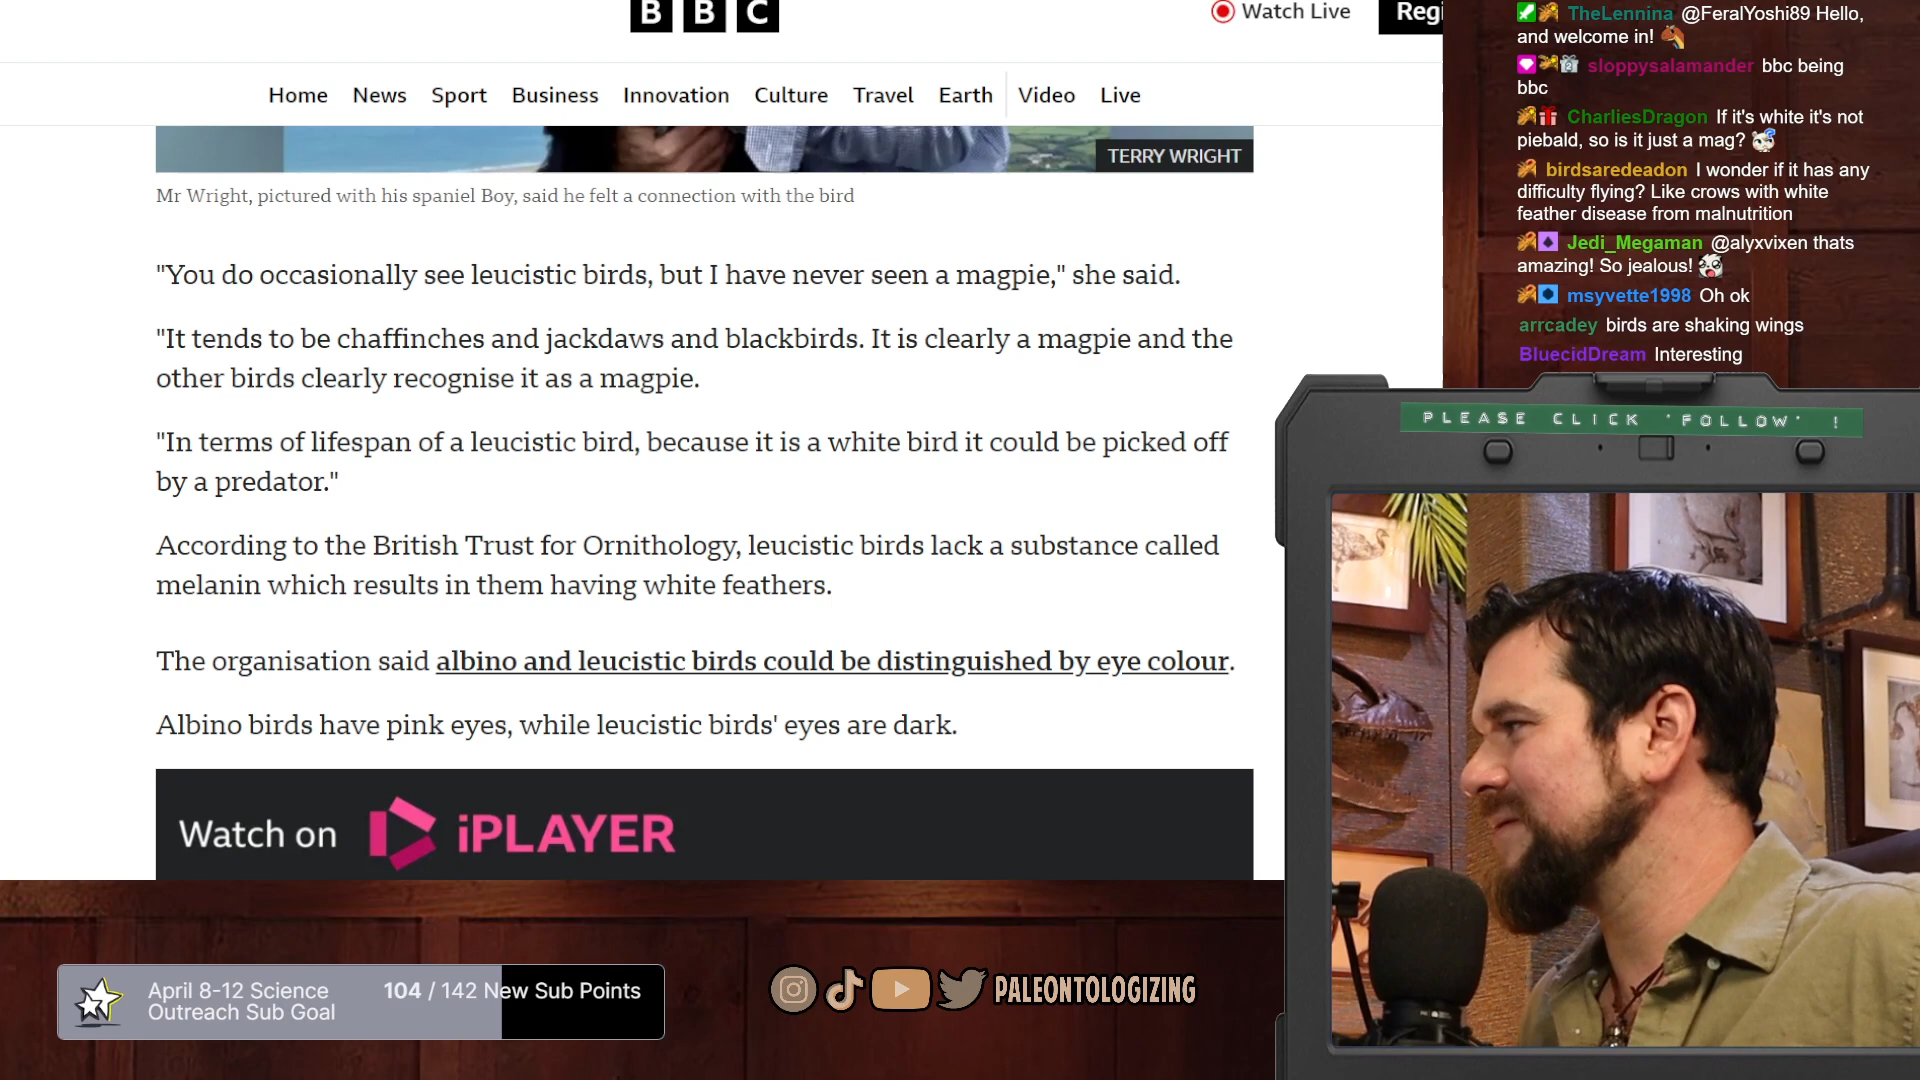 BBC
Watch Live
Regi
Home News Sport Business Innovation Culture Travel Earth Video Live
TERRY WRIGHT
Mr Wright, pictured with his spaniel Boy, said he felt a connection with the bird
"You do occasionally see leucistic birds, but I have never seen a magpie," she said.
"It tends to be chaffinches and jackdaws and blackbirds. It is clearly a magpie and the
other birds clearly recognise it as a magpie.
"In terms of lifespan of a leucistic bird, because it is a white bird it could be picked off
by a predator."
According to the British Trust for Ornithology, leucistic birds lack a substance called
melanin which results in them having white feathers.
The organisation said albino and leucistic birds could be distinguished by eye colour.
Albino birds have pink eyes, while leucistic birds' eyes are dark.
Watch on iPLAYER
TheLennina @FeralYoshi89 Hello,
and welcome in!
sloppysalamander bbc being
bbc
CharliesDragon If it's white it's not
piebald, so is it just a mag?
birdsaredeadon I wonder if it has any
difficulty flying? Like crows with white
feather disease from malnutrition
Jedi_Megaman @alyxvixen thats
amazing! So jealous!
msyvette1998 Oh ok
arrcadey birds are shaking wings
BluecidDream Interesting
PLEASE CLICK 'FOLLOW' !
April 8-12 Science
Outreach Sub Goal
104 / 142 New Sub Points
PALEONTOLOGIZING